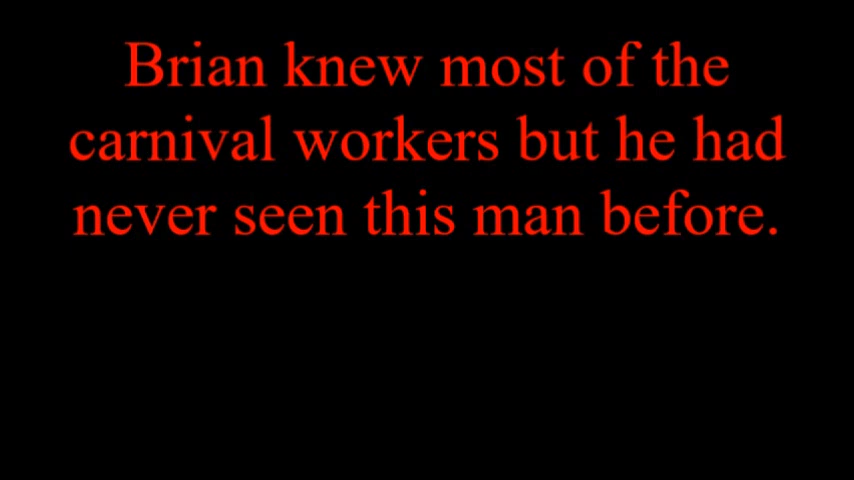 Brian knew most of the
carnival workers but he had
never seen this man before.